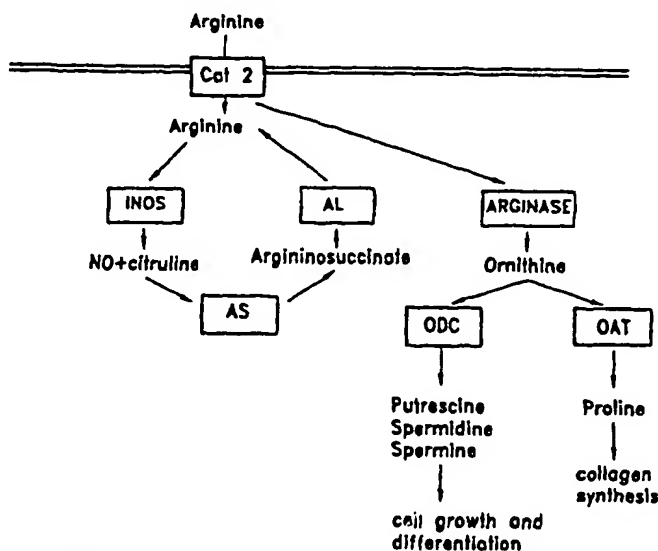 Arginine
Cat 2
Arginine
INOS
AL
ARGINASE
NO+citruline
Argininosuccinate
Ornithine
AS
ODC
OAT
Putrescine
Spermidine
Spermine
Proline
collagen
synthesis
cell growth and
differentiation